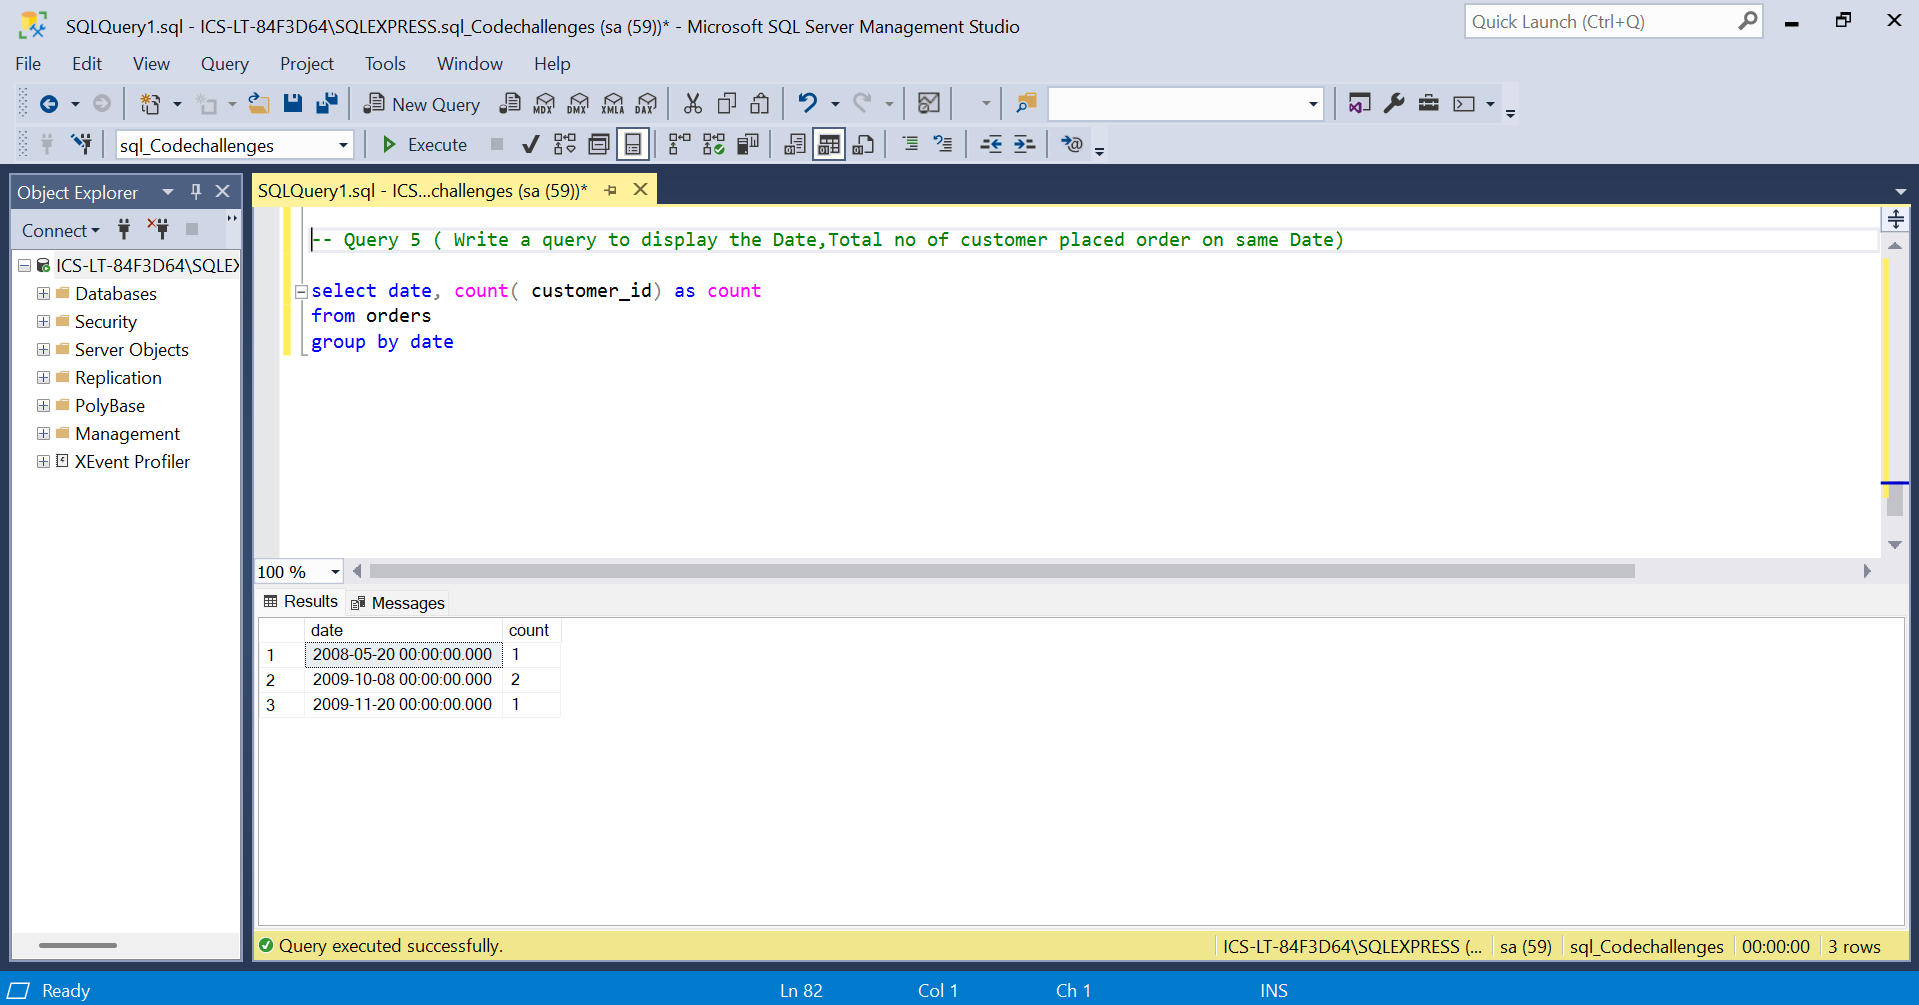 SQLQuery1.sql - ICS-LT-84F3D64\SQLEXPRESS.sql_Codechallenges (sa (59))* - Microsoft SQL Server Management Studio
Quick Launch (Ctrl+Q)
File Edit View Query Project Tools Window Help
New Query MDX DMX XMLA DAX
sql_Codechallenges Execute
Object Explorer
SQLQuery1.sql - ICS...challenges (sa (59))*
Connect
ICS-LT-84F3D64\SQLEX
Databases
Security
Server Objects
Replication
PolyBase
Management
XEvent Profiler
-- Query 5 ( Write a query to display the Date,Total no of customer placed order on same Date)
select date, count( customer_id) as count
from orders
group by date
100 %
Results Messages
date count
1 2008-05-20 00:00:00.000 1
2 2009-10-08 00:00:00.000 2
3 2009-11-20 00:00:00.000 1
Query executed successfully. ICS-LT-84F3D64\SQLEXPRESS (... sa (59) sql_Codechallenges 00:00:00 3 rows
Ready Ln 82 Col 1 Ch 1 INS